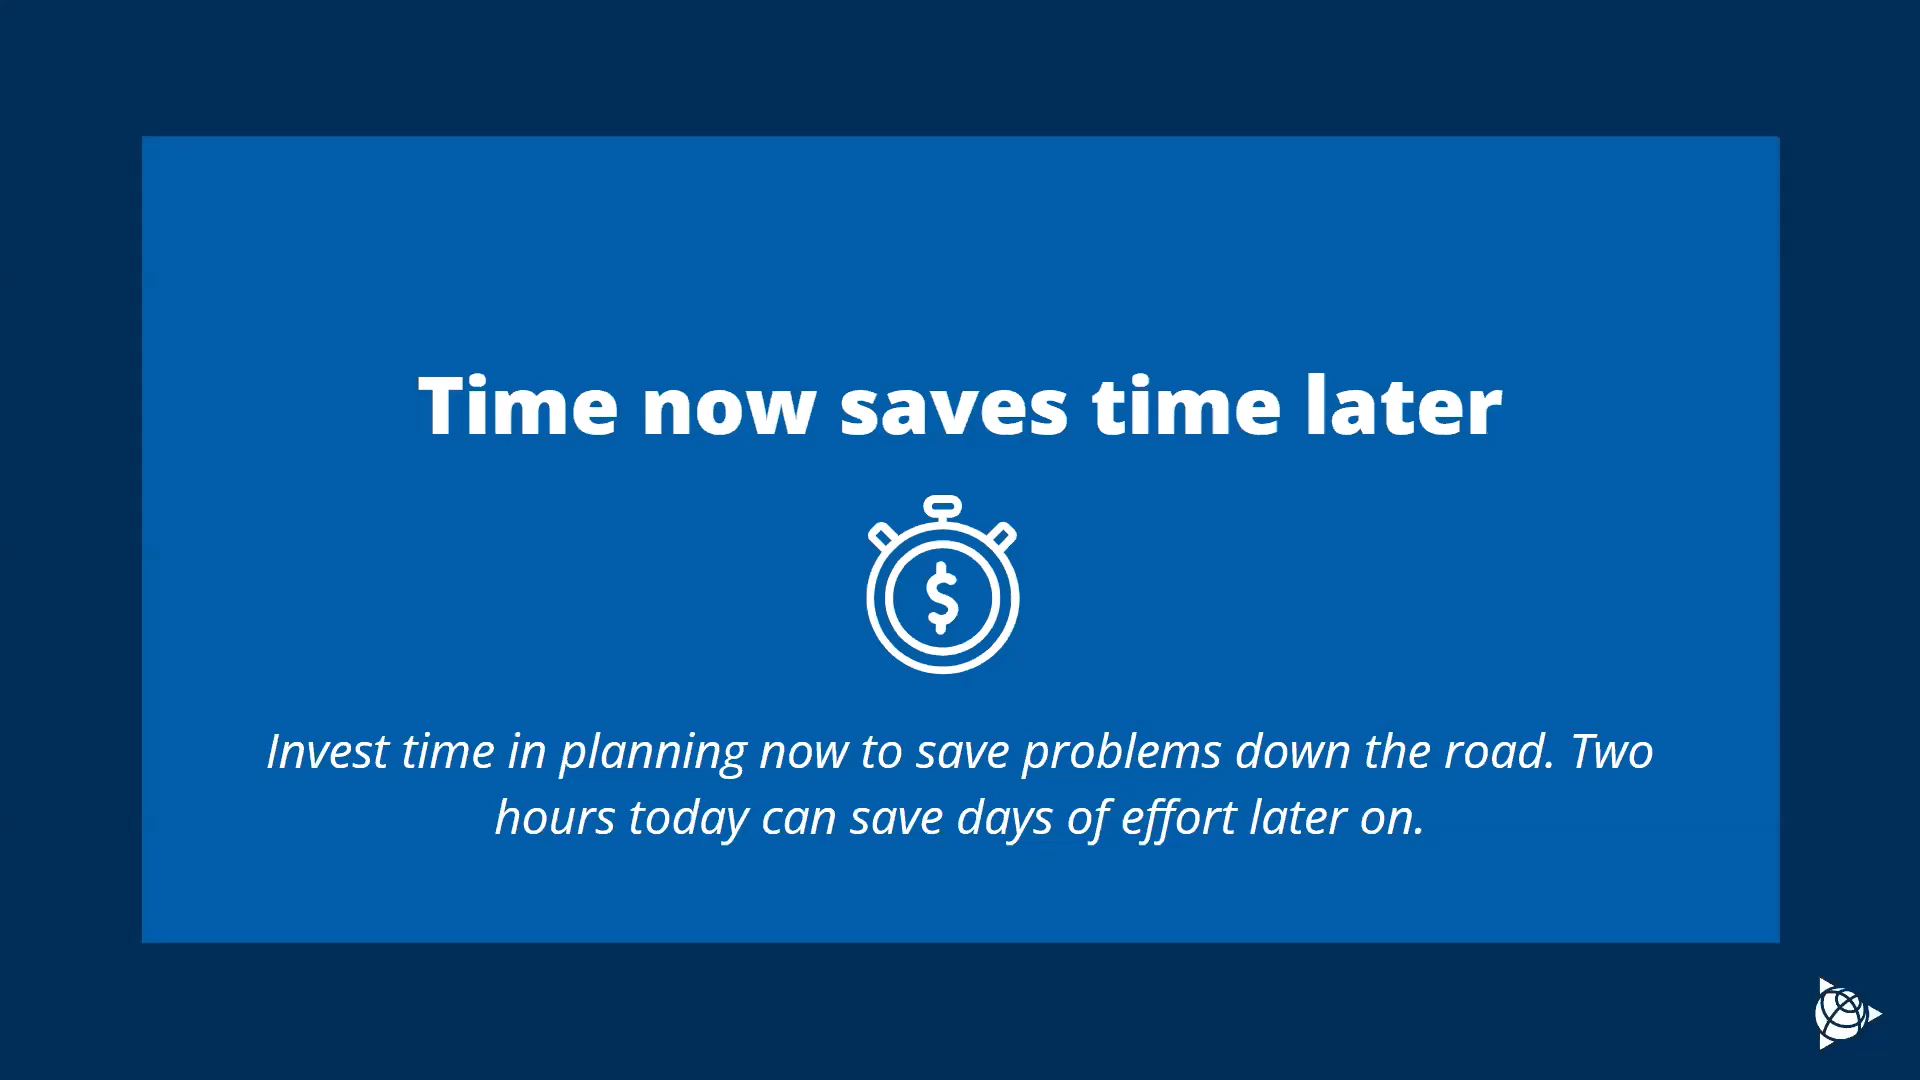 Time now saves time later
$
Invest time in planning now to save problems down the road. Two
hours today can save days of effort later on.